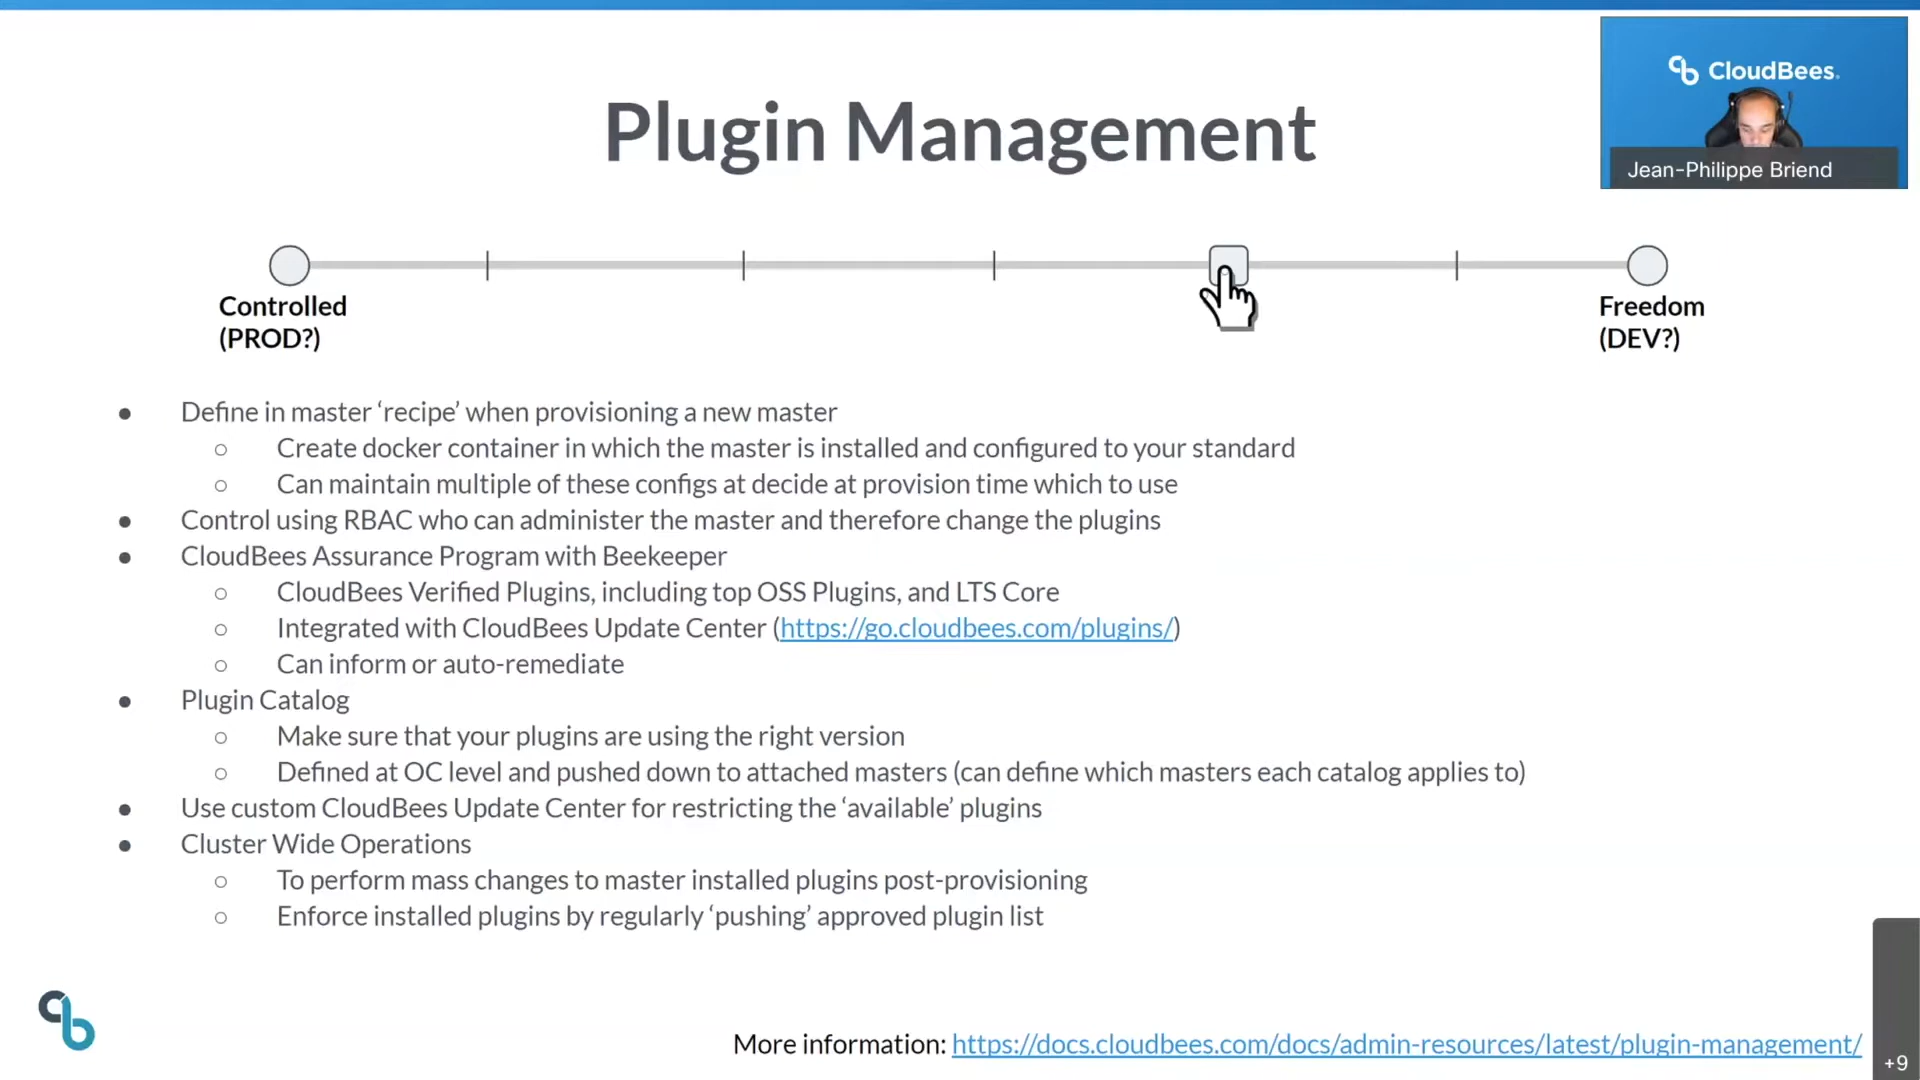 CloudBees.
Jean-Philippe Briend
Plugin Management
Controlled
(PROD?)
Freedom
(DEV?)
● Define in master ‘recipe’ when provisioning a new master
○ Create docker container in which the master is installed and configured to your standard
○ Can maintain multiple of these configs at decide at provision time which to use
● Control using RBAC who can administer the master and therefore change the plugins
● CloudBees Assurance Program with Beekeeper
○ CloudBees Verified Plugins, including top OSS Plugins, and LTS Core
○ Integrated with CloudBees Update Center (https://go.cloudbees.com/plugins/)
○ Can inform or auto-remediate
● Plugin Catalog
○ Make sure that your plugins are using the right version
○ Defined at OC level and pushed down to attached masters (can define which masters each catalog applies to)
● Use custom CloudBees Update Center for restricting the ‘available’ plugins
● Cluster Wide Operations
○ To perform mass changes to master installed plugins post-provisioning
○ Enforce installed plugins by regularly ‘pushing’ approved plugin list
More information: https://docs.cloudbees.com/docs/admin-resources/latest/plugin-management/
+9